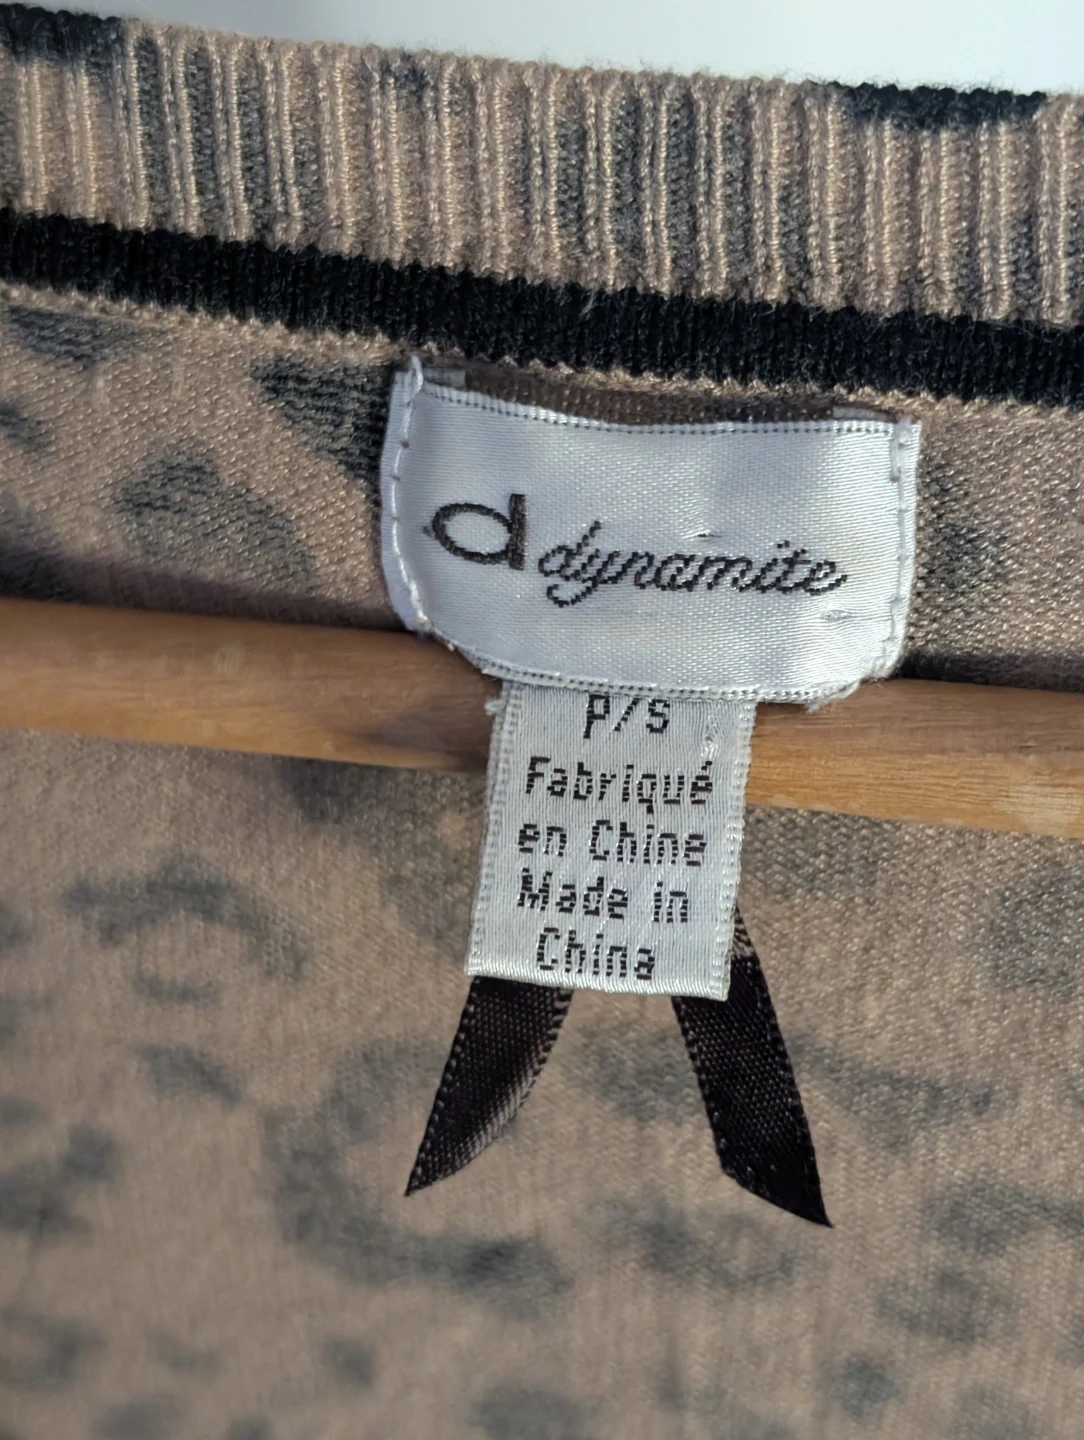 d dynamite
P/S
Fabriqué
en Chine
Made in
China